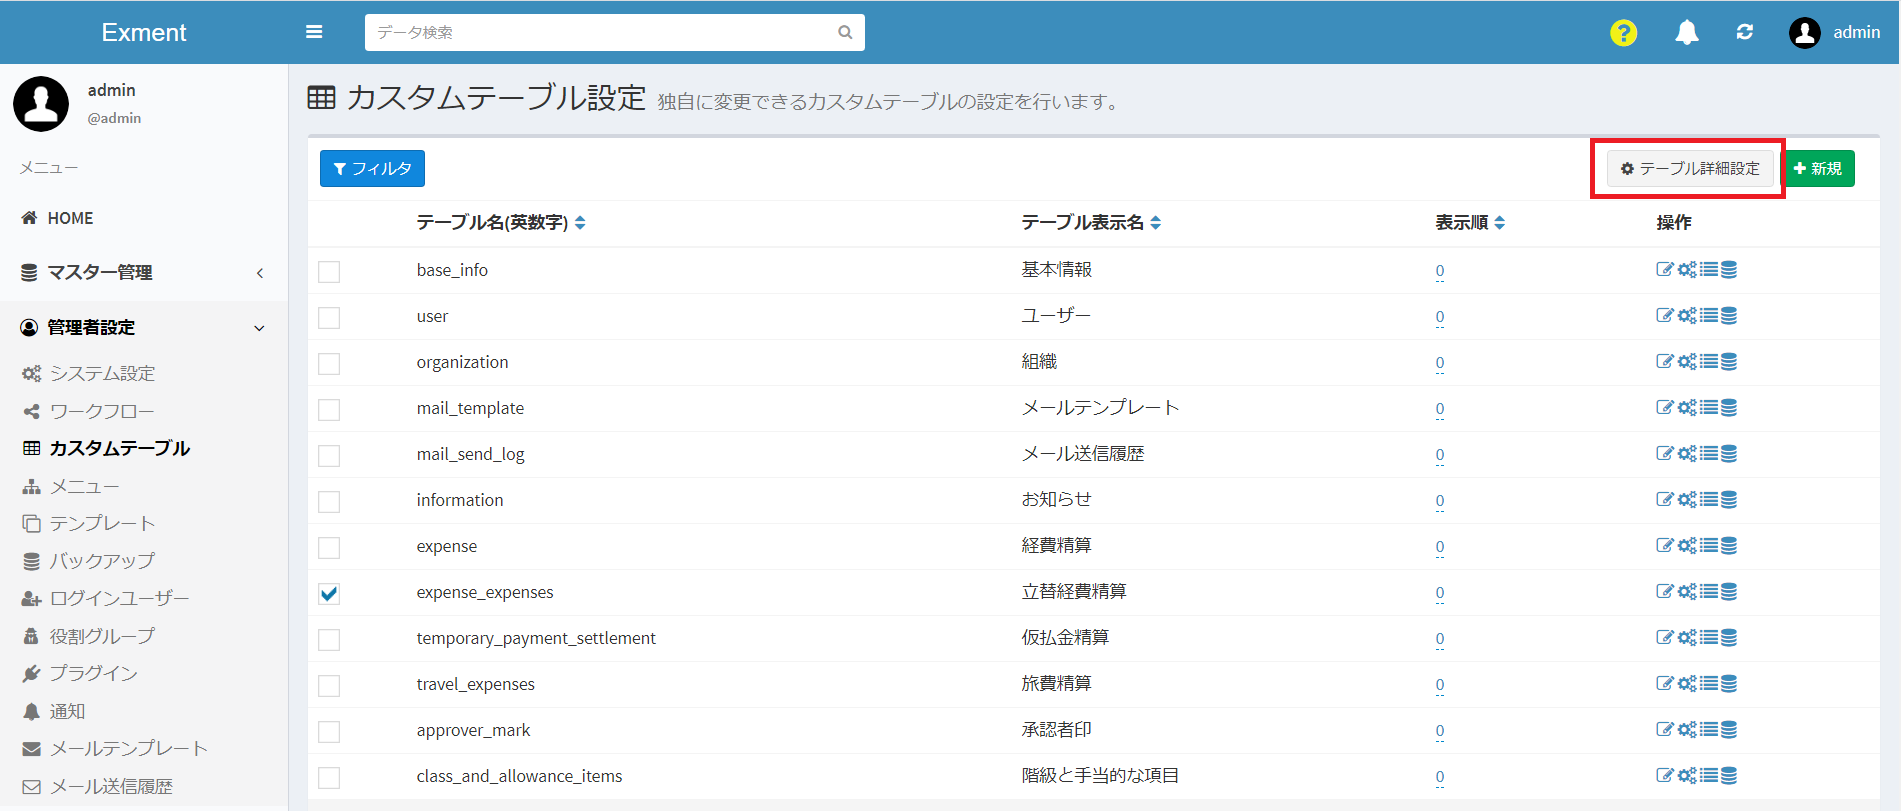 Exment
データ検索
?
admin
admin
@admin
メニュー
HOME
マスター管理
管理者設定
システム設定
ワークフロー
カスタムテーブル
メニュー
テンプレート
バックアップ
ログインユーザー
役割グループ
プラグイン
通知
メールテンプレート
メール送信履歴
カスタムテーブル設定 独自に変更できるカスタムテーブルの設定を行います。
フィルタ
テーブル詳細設定
新規
テーブル名(英数字) テーブル表示名 表示順 操作
base_info 基本情報 0
user ユーザー 0
organization 組織 0
mail_template メールテンプレート 0
mail_send_log メール送信履歴 0
information お知らせ 0
expense 経費精算 0
expense_expenses 立替経費精算 0
temporary_payment_settlement 仮払金精算 0
travel_expenses 旅費精算 0
approver_mark 承認者印 0
class_and_allowance_items 階級と手当的な項目 0